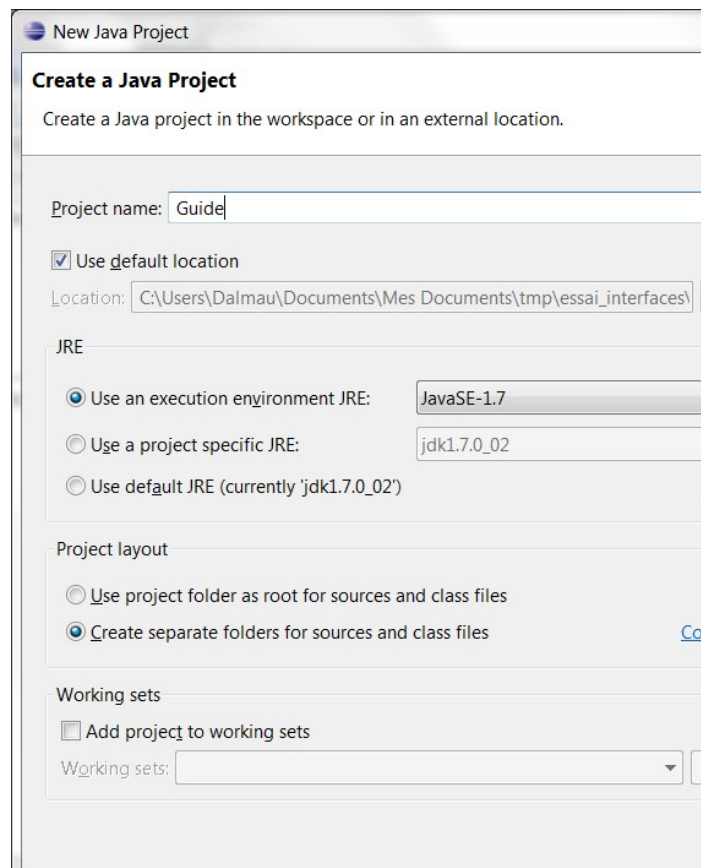 New Java Project
Create a Java Project
Create a Java project in the workspace or in an external location.
Project name: Guide
Use default location
Location: C:\Users\Dalmau\Documents\Mes Documents\tmp\essai_interfaces\
JRE
Use an execution environment JRE: JavaSE-1.7
Use a project specific JRE: jdk1.7.0_02
Use default JRE (currently 'jdk1.7.0_02')
Project layout
Use project folder as root for sources and class files
Create separate folders for sources and class files Co
Working sets
Add project to working sets
Working sets: